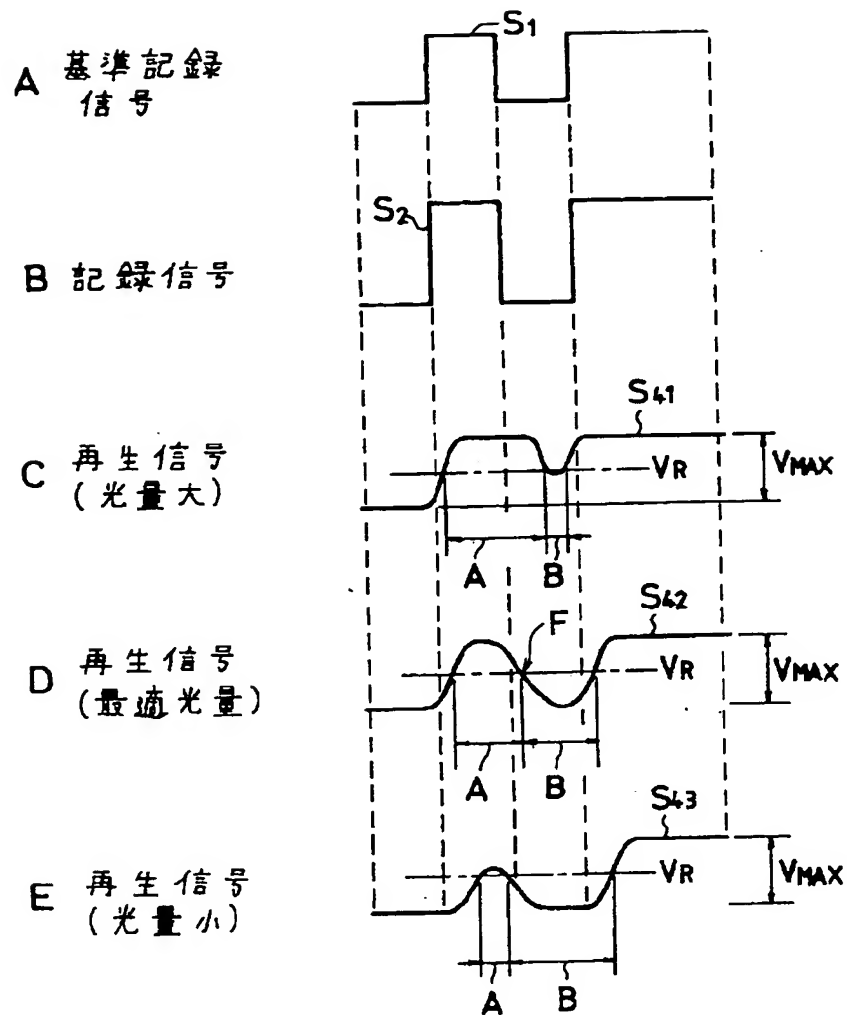 S1
A 基準記録
信号
S2
B 記録信号
S41
C 再生信号
(光量大)
VR
VMAX
A B
S42
F
D 再生信号
(最適光量)
VR
VMAX
A B
S43
E 再生信号
(光量小)
VR
VMAX
A B